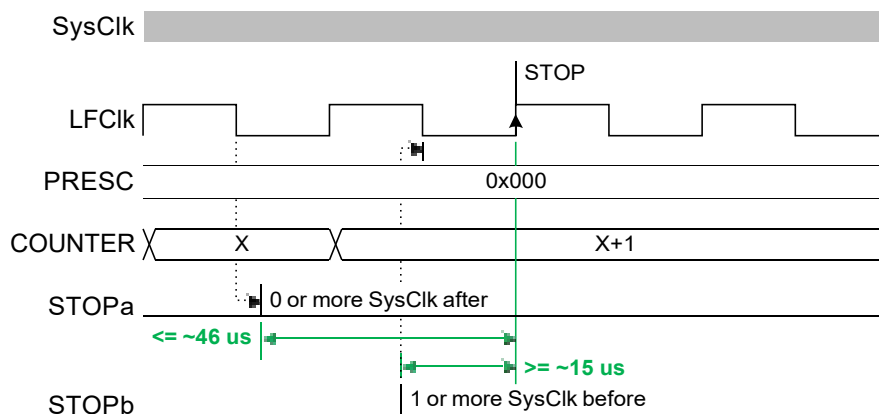 SysClk
STOP
LFClk
PRESC
0x000
COUNTER
X
X+1
STOPa
0 or more SysClk after
<= ~46 us
>= ~15 us
STOPb
1 or more SysClk before